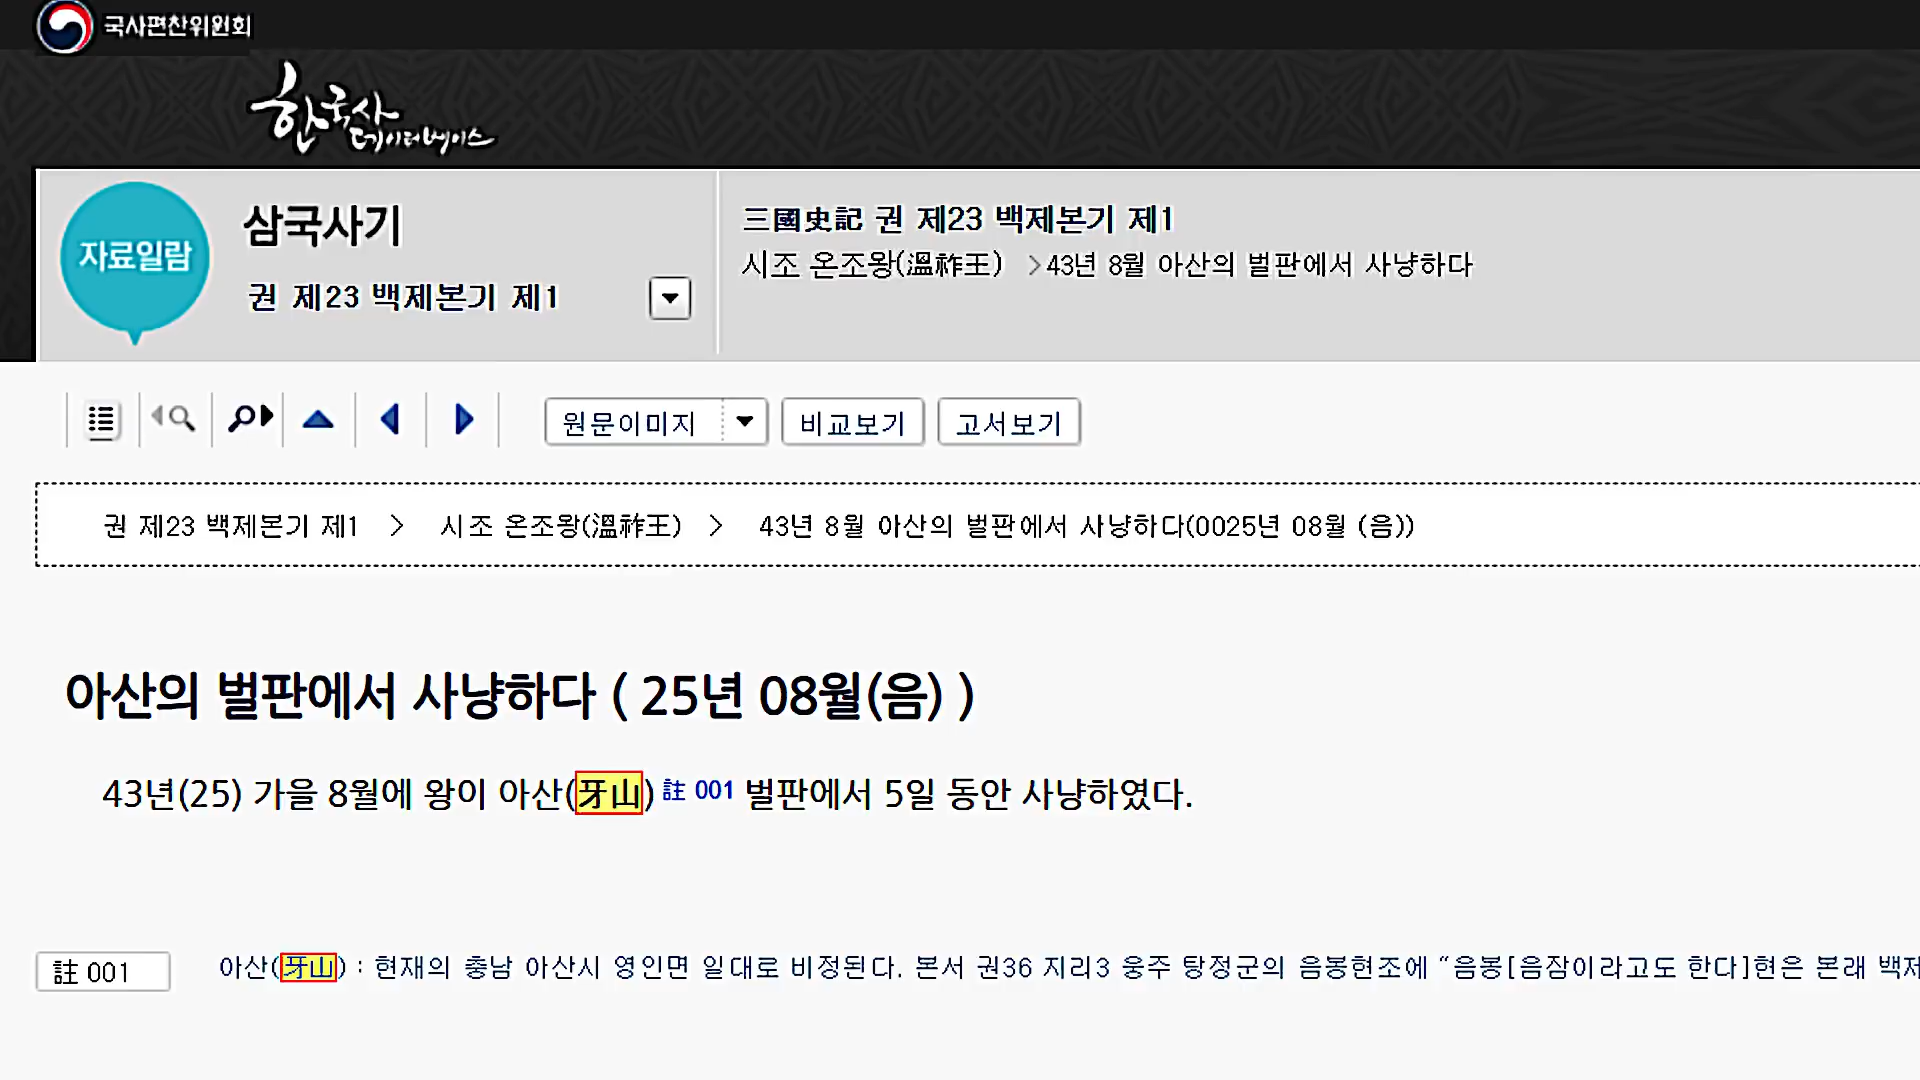 국사편찬위원회
한국사
데이터베이스
자료일람
삼국사기
권 제23 백제본기 제1
三國史記 권 제23 백제본기 제1
시조 온조왕(溫祚王) >43년 8월 아산의 벌판에서 사냥하다
원문이미지 비교보기 고서보기
권 제23 백제본기 제1 > 시조 온조왕(溫祚王) > 43년 8월 아산의 벌판에서 사냥하다(0025년 08월 (음))
아산의 벌판에서 사냥하다 ( 25년 08월(음) )
43년(25) 가을 8월에 왕이 아산(牙山) 註 001 벌판에서 5일 동안 사냥하였다.
註 001 아산(牙山) : 현재의 충남 아산시 영인면 일대로 비정된다. 본서 권36 지리3 웅주 탕정군의 음봉현조에 “음봉[음잠이라고도 한다]현은 본래 백제